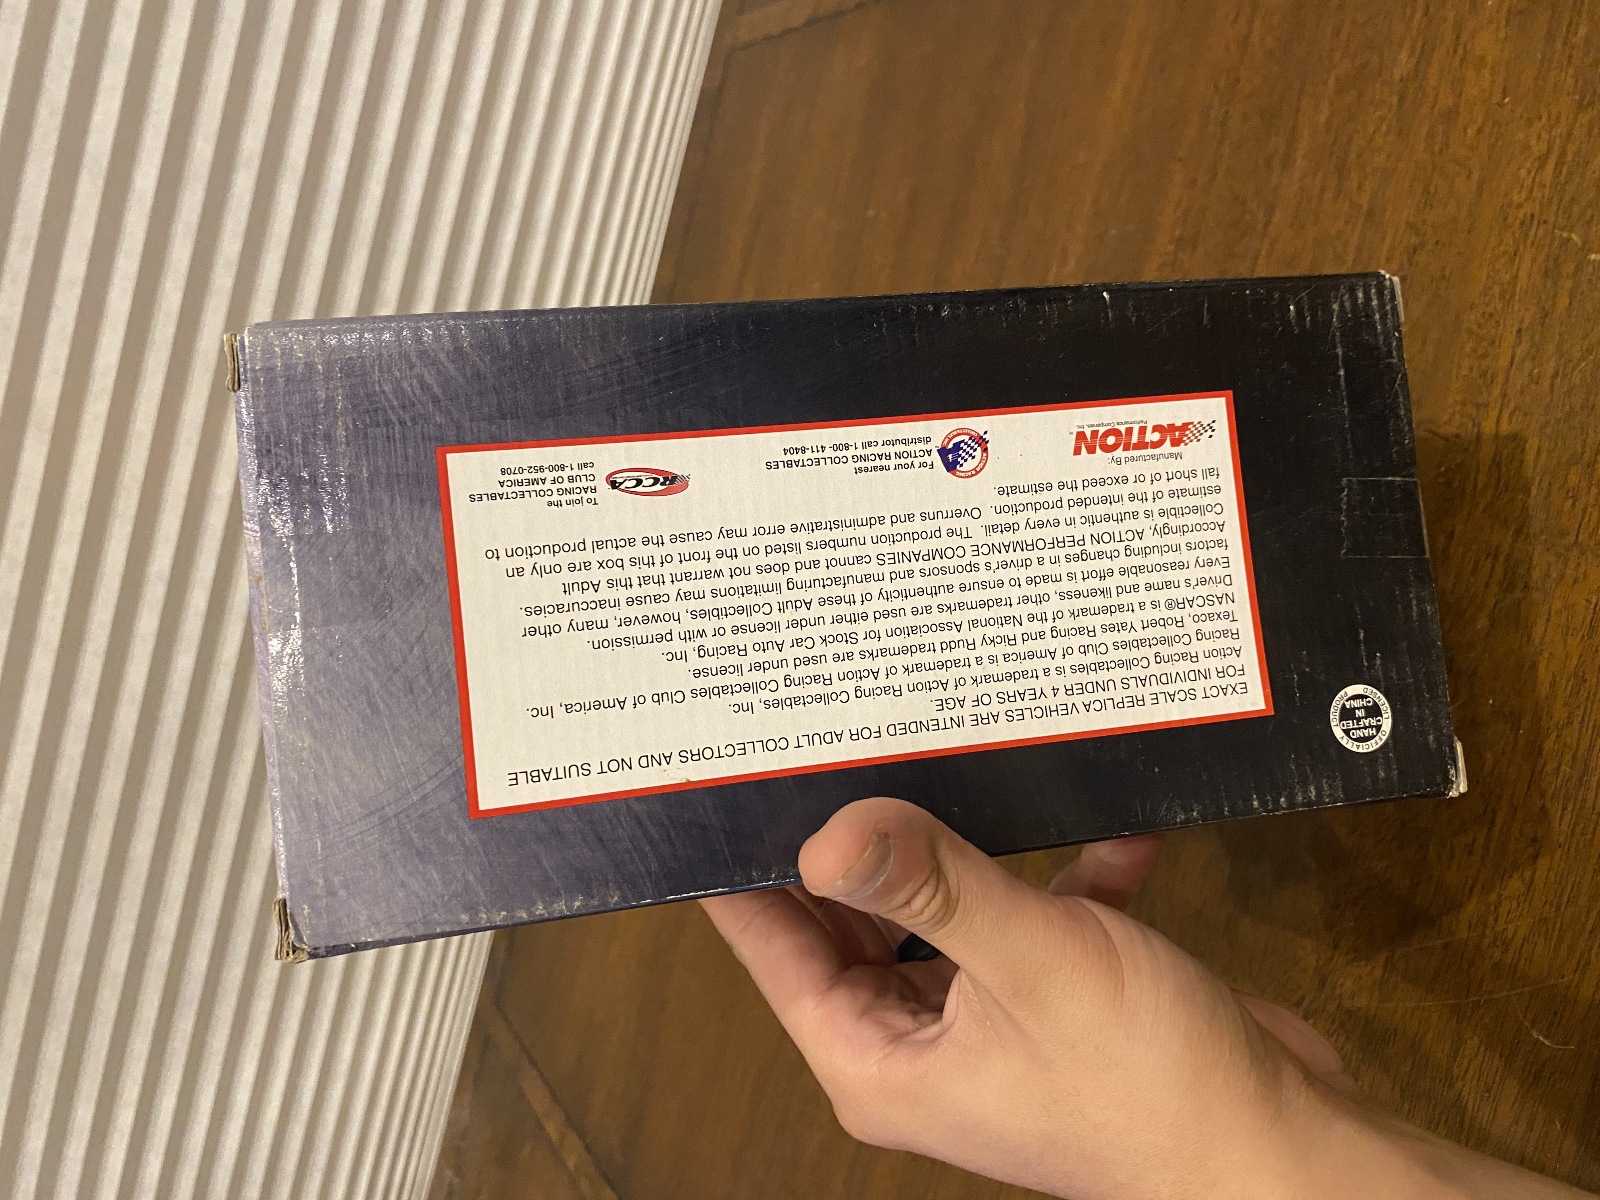 EXACT SCALE REPLICA VEHICLES ARE INTENDED FOR ADULT COLLECTORS AND NOT SUITABLE
FOR INDIVIDUALS UNDER 4 YEARS OF AGE.
Action Racing Collectables is a trademark of Action Racing Collectables, Inc.
Racing Collectables Club of America is a trademark of Action Racing Collectables Club of America, Inc.
Texaco, Robert Yates Racing and Ricky Rudd trademarks are used under license.
NASCAR® is a trademark of the National Association for Stock Car Auto Racing, Inc.
Driver's name and likeness, other trademarks are used either under license or with permission.
Every reasonable effort is made to ensure authenticity of these Adult Collectibles, however, many other
factors including changes in a driver's sponsors and manufacturing limitations may cause inaccuracies.
Accordingly, ACTION PERFORMANCE COMPANIES cannot and does not warrant that this Adult
Collectible is authentic in every detail. The production numbers listed on the front of this box are only an
estimate of the intended production. Overruns and administrative error may cause the actual production to
fall short of or exceed the estimate.
Manufactured By:
ACTION™
Performance Companies, Inc.
ACTION RACING
COLLECTABLES, INC.
For your nearest
ACTION RACING COLLECTABLES
distributor call 1-800-411-8404
RCCA
To join the
RACING COLLECTABLES
CLUB OF AMERICA
call 1-800-952-0708
OFFICIALLY
HAND
CRAFTED
IN
CHINA
LICENSED PRODUCT